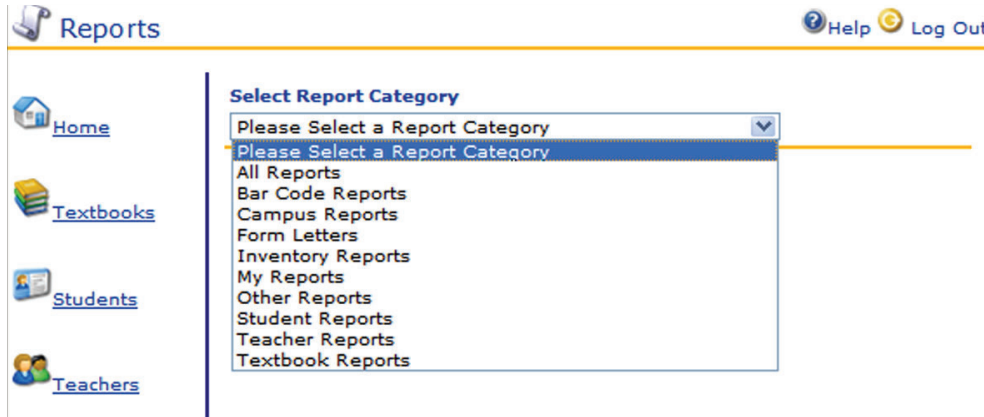 Reports
Help Log Out
Home
Textbooks
Students
Teachers
Select Report Category
Please Select a Report Category
Please Select a Report Category
All Reports
Bar Code Reports
Campus Reports
Form Letters
Inventory Reports
My Reports
Other Reports
Student Reports
Teacher Reports
Textbook Reports